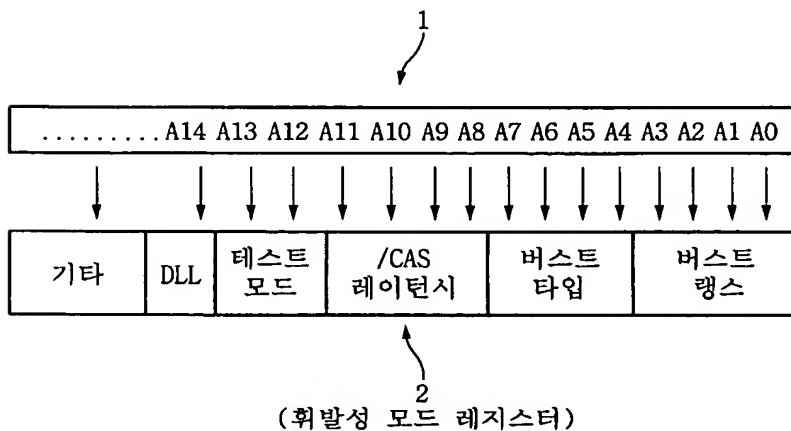 1
.........A14 A13 A12 A11 A10 A9 A8 A7 A6 A5 A4 A3 A2 A1 A0
기타 DLL 테스트 모드 /CAS 레이턴시 버스트 타입 버스트 랭스
2
(휘발성 모드 레지스터)